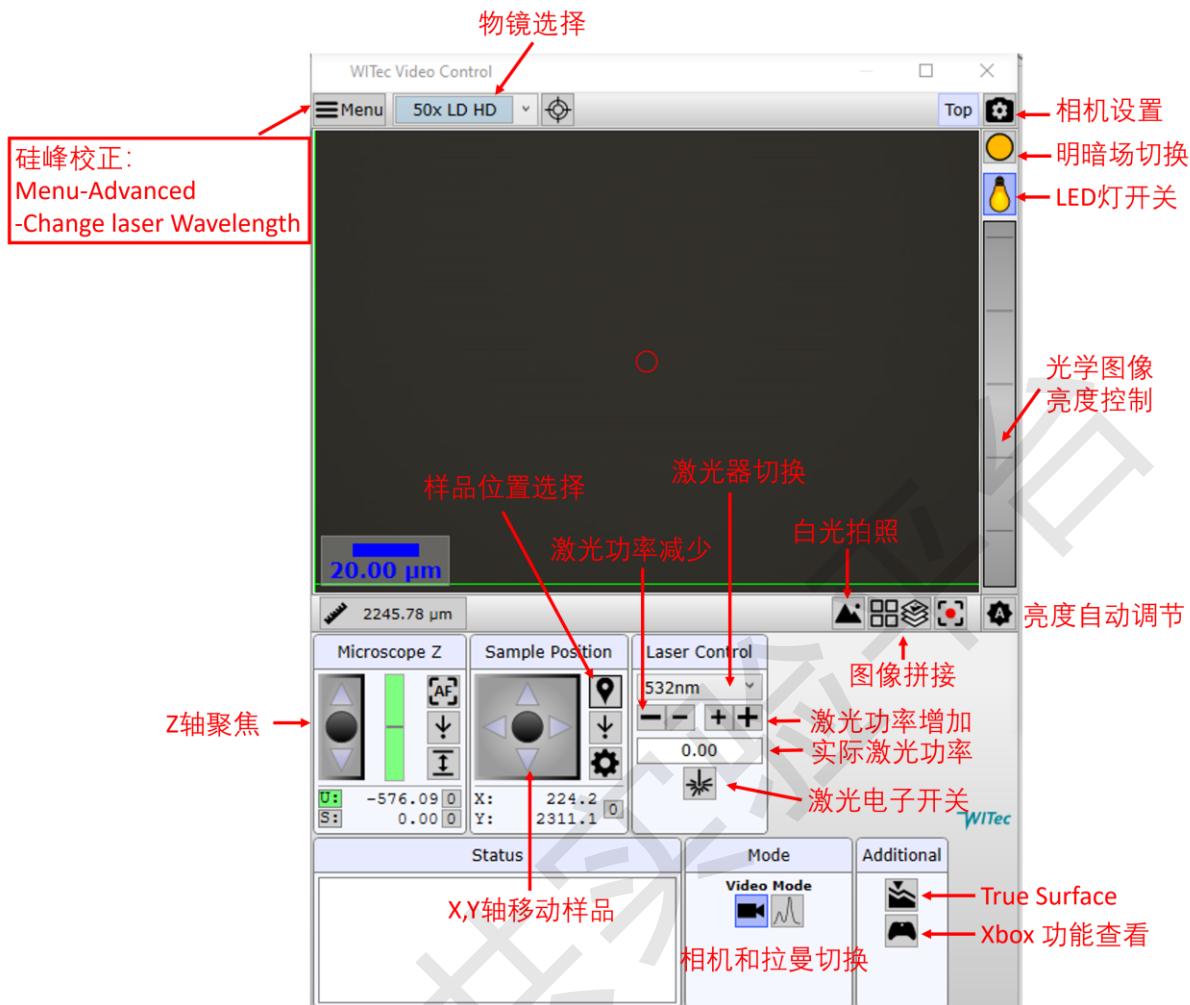 物镜选择
WITec Video Control
Menu
50x LD HD
Top
相机设置
硅峰校正:
Menu-Advanced
-Change laser Wavelength
明暗场切换
LED灯开关
光学图像
亮度控制
样品位置选择
激光器切换
激光功率减少
白光拍照
20.00 µm
2245.78 µm
A
亮度自动调节
图像拼接
Microscope Z
Sample Position
Laser Control
AF
532nm
Z轴聚焦
激光功率增加
0.00
实际激光功率
激光电子开关
U: -576.09 0
S: 0.00 0
X: 224.2
Y: 2311.1
0
WITec
Status
Mode
Additional
Video Mode
X,Y轴移动样品
True Surface
Xbox 功能查看
相机和拉曼切换
共实验平台